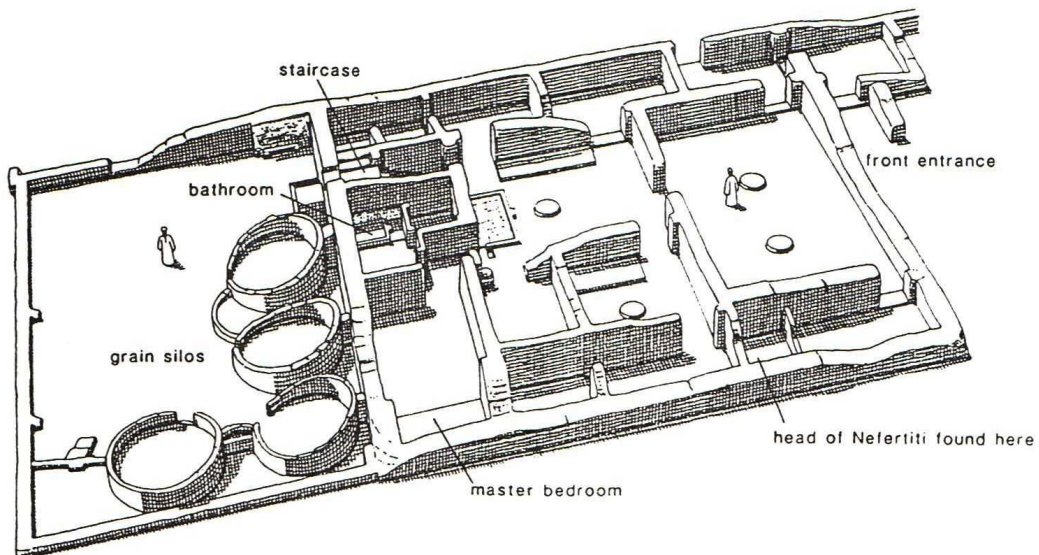 staircase
front entrance
bathroom
grain silos
head of Nefertiti found here
master bedroom